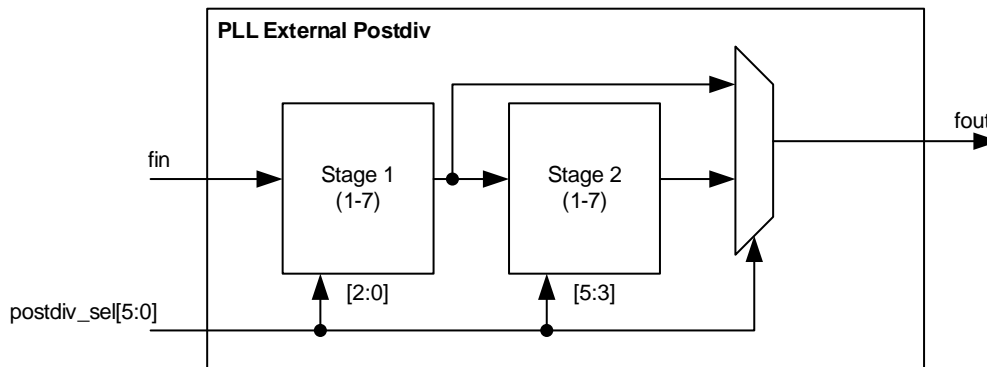 PLL External Postdiv
fout
fin
Stage 1
(1-7)
Stage 2
(1-7)
[2:0]
[5:3]
postdiv_sel[5:0]